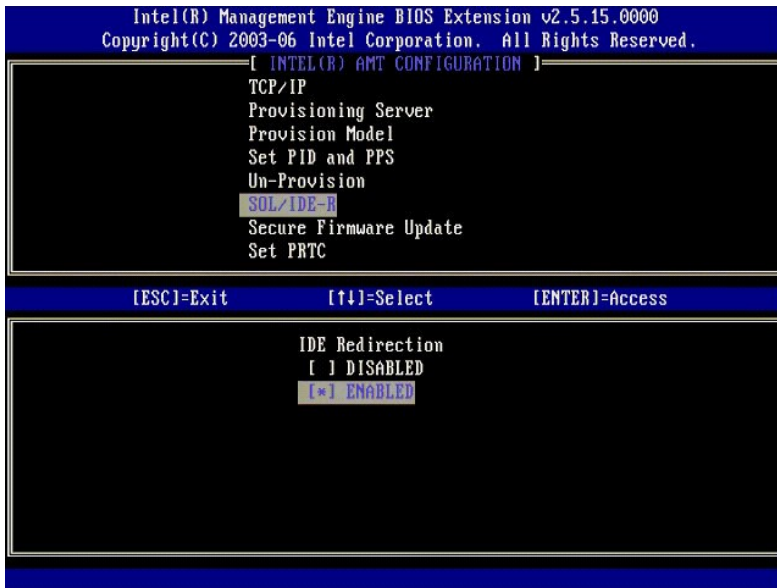 Intel(R) Management Engine BIOS Extension v2.5.15.0000
Copyright(C) 2003-06 Intel Corporation. All Rights Reserved.
[ INTEL(R) AMT CONFIGURATION ]
TCP/IP
Provisioning Server
Provision Model
Set PID and PPS
Un-Provision
SOL/IDE-R
Secure Firmware Update
Set PRTC
[ESC]=Exit [↑↓]=Select [ENTER]=Access
IDE Redirection
[ ] DISABLED
[*] ENABLED